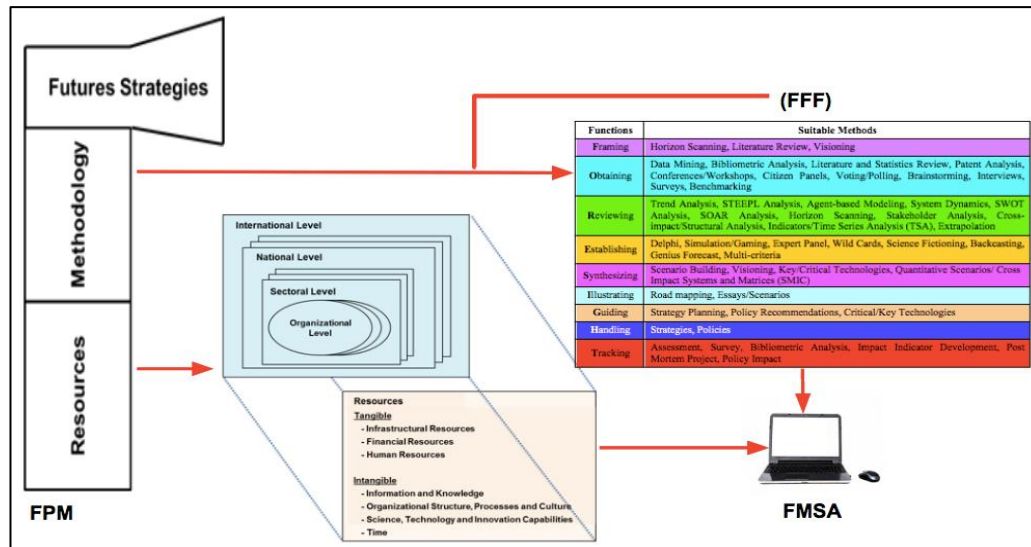 Futures Strategies
Methodology
Resources
FPM
(FFF)
Functions Suitable Methods
Framing Horizon Scanning, Literature Review, Visioning
Obtaining Data Mining, Bibliometric Analysis, Literature and Statistics Review, Patent Analysis,
Conferences/Workshops, Citizen Panels, Voting/Polling, Brainstorming, Interviews,
Surveys, Benchmarking
Reviewing Trend Analysis, STEEPL Analysis, Agent-based Modeling, System Dynamics, SWOT
Analysis, SOAR Analysis, Horizon Scanning, Stakeholder Analysis, Cross-
impact/Structural Analysis, Indicators/Time Series Analysis (TSA), Extrapolation
Establishing Delphi, Simulation/Gaming, Expert Panel, Wild Cards, Science Fictioning, Backcasting,
Genius Forecast, Multi-criteria
Synthesizing Scenario Building, Visioning, Key/Critical Technologies, Quantitative Scenarios/ Cross
Impact Systems and Matrices (SMIC)
Illustrating Road mapping, Essays/Scenarios
Guiding Strategy Planning, Policy Recommendations, Critical/Key Technologies
Handling Strategies, Policies
Tracking Assessment, Survey, Bibliometric Analysis, Impact Indicator Development, Post
Mortem Project, Policy Impact
International Level
National Level
Sectoral Level
Organizational
Level
Resources
Tangible
- Infrastructural Resources
- Financial Resources
- Human Resources
Intangible
- Information and Knowledge
- Organizational Structure, Processes and Culture
- Science, Technology and Innovation Capabilities
- Time
FMSA